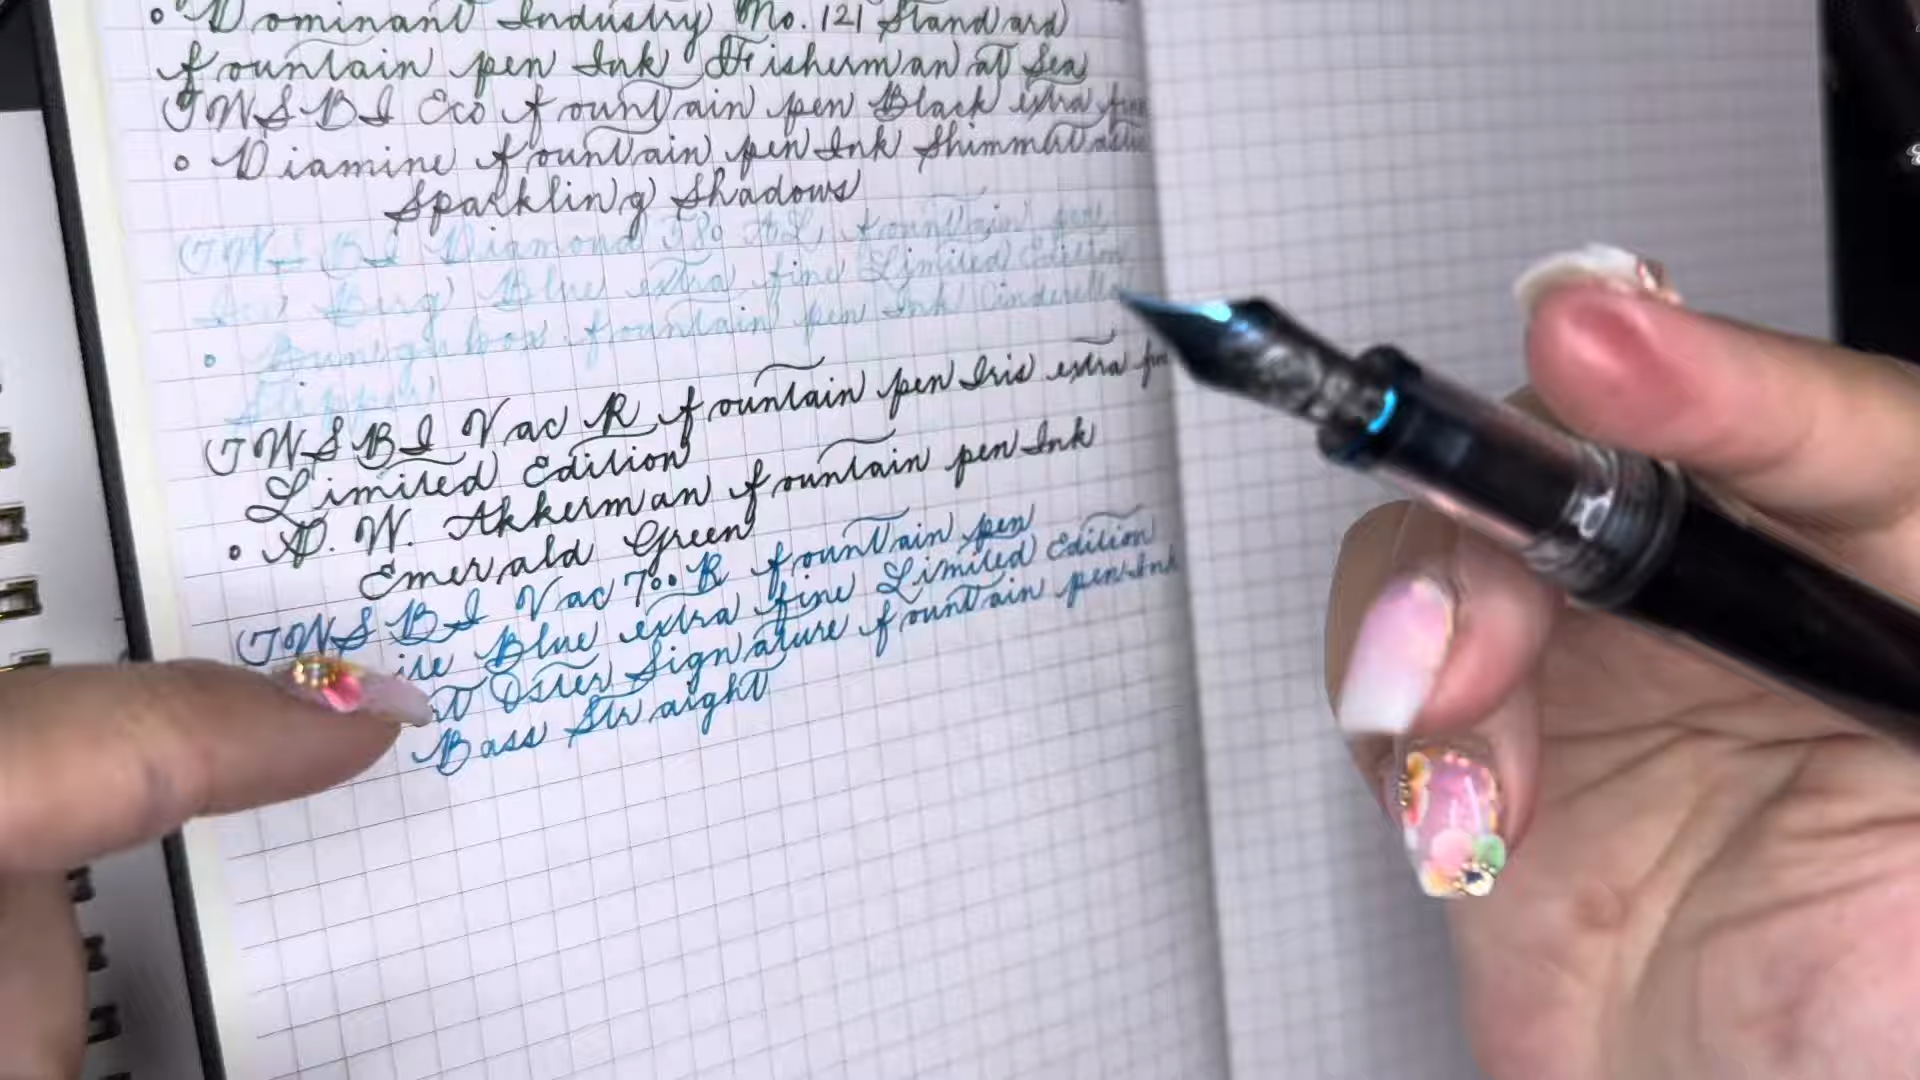 • Dominant Industry No. 121 Standard
fountain pen Ink Fisherman at Sea
TWSBI Eco fountain pen Black extra fine
• Diamine fountain pen Ink Shimmertastic
Sparkling Shadows
TWSBI Diamond 580 AL fountain pen
Ice Berg Blue extra fine Limited Edition
• fountain pen Ink Cinderella
TWSBI Vac R fountain pen Iris extra fine
Limited Edition
• P. W. Akkerman fountain pen Ink
Emerald Green
TWSBI Vac 700 R fountain pen
Blue extra fine Limited Edition
Oster Signature fountain pen Ink
Bass Straight